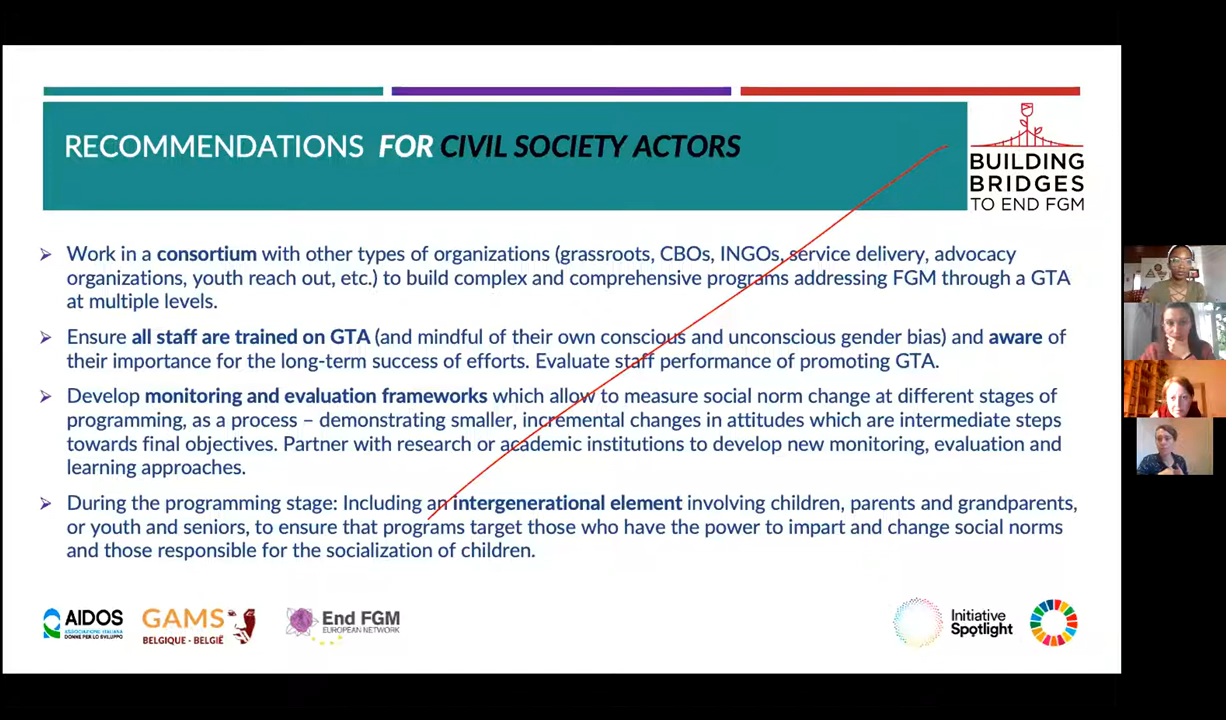 RECOMMENDATIONS FOR CIVIL SOCIETY ACTORS
BUILDING
BRIDGES
TO END FGM
Work in a consortium with other types of organizations (grassroots, CBOs, INGOs, service delivery, advocacy
organizations, youth reach out, etc.) to build complex and comprehensive programs addressing FGM through a GTA
at multiple levels.
Ensure all staff are trained on GTA (and mindful of their own conscious and unconscious gender bias) and aware of
their importance for the long-term success of efforts. Evaluate staff performance of promoting GTA.
Develop monitoring and evaluation frameworks which allow to measure social norm change at different stages of
programming, as a process – demonstrating smaller, incremental changes in attitudes which are intermediate steps
towards final objectives. Partner with research or academic institutions to develop new monitoring, evaluation and
learning approaches.
During the programming stage: Including an intergenerational element involving children, parents and grandparents,
or youth and seniors, to ensure that programs target those who have the power to impart and change social norms
and those responsible for the socialization of children.
AIDOS
ASSOCIAZIONE ITALIANA
DONNE PER LO SVILUPPO
GAMS
BELGIQUE - BELGIË
End FGM
EUROPEAN NETWORK
Initiative
Spotlight